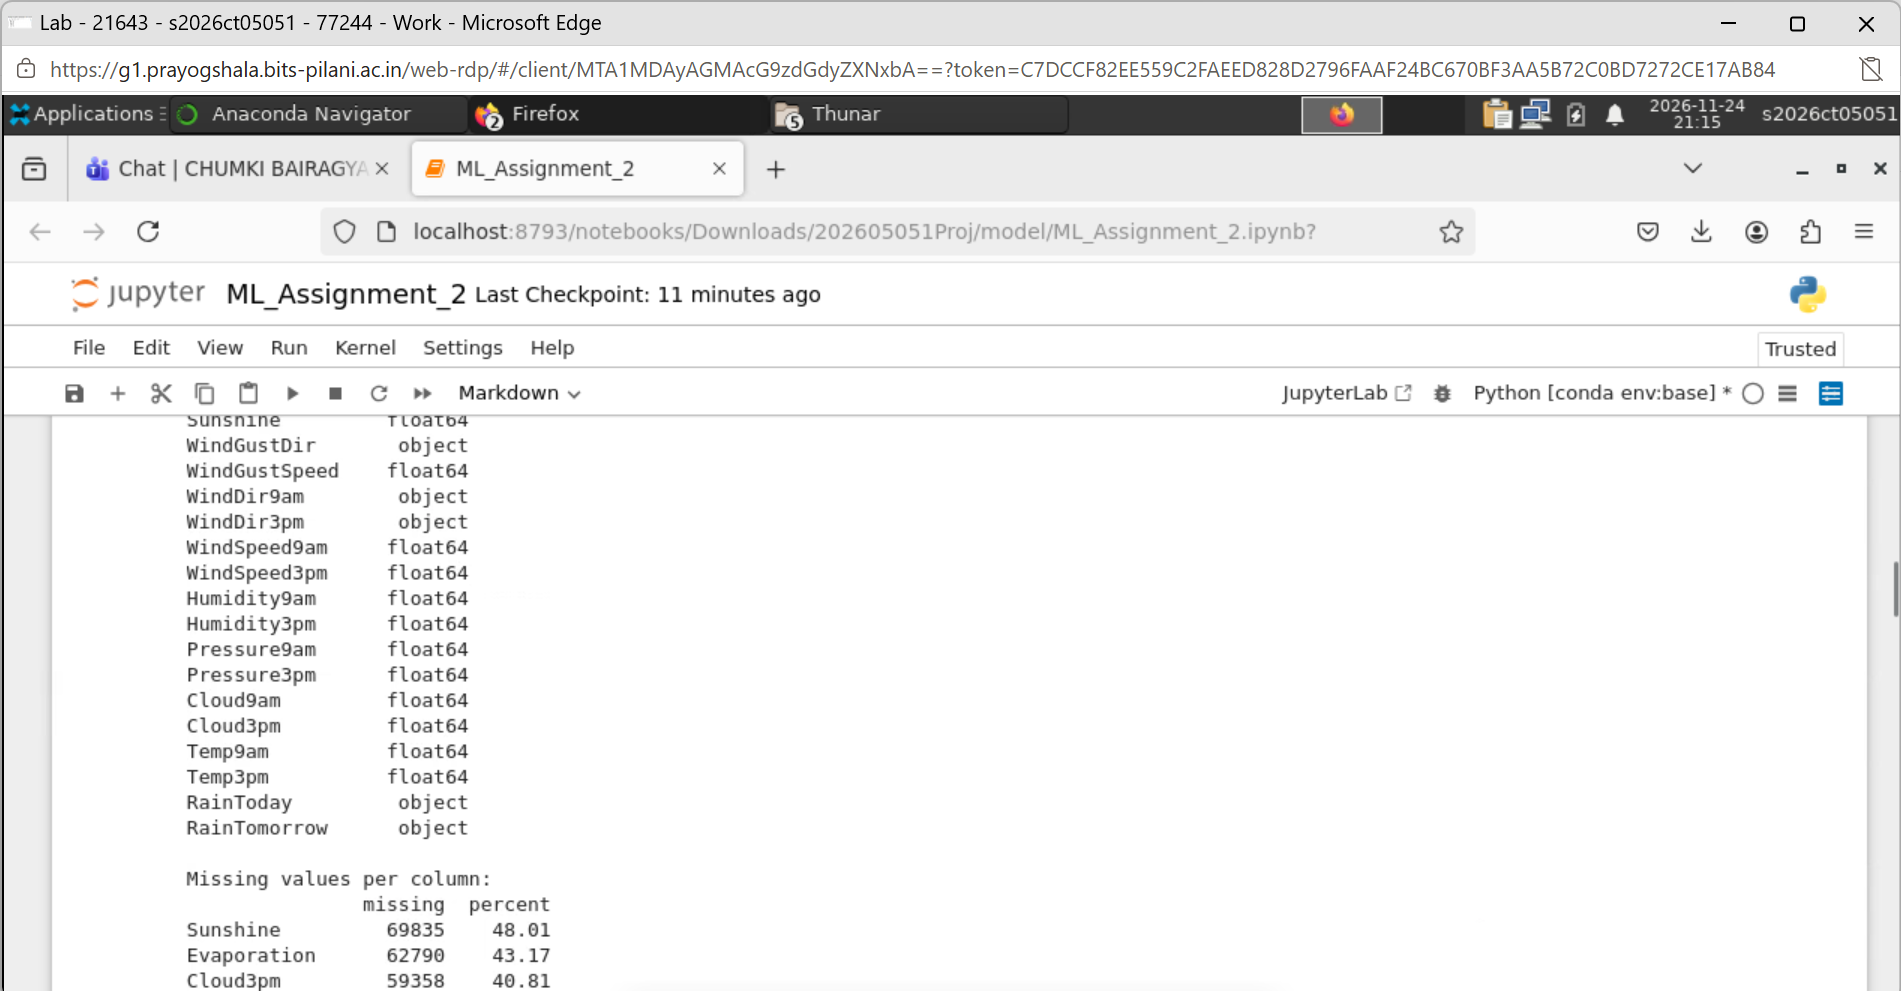 Lab - 21643 - s2026ct05051 - 77244 - Work - Microsoft Edge
https://g1.prayogshala.bits-pilani.ac.in/web-rdp/#/client/MTA1MDAyAGMAcG9zdGdyZXNxbA==?token=C7DCCF82EE559C2FAEED828D2796FAAF24BC670BF3AA5B72C0BD7272CE17AB84
Applications Anaconda Navigator 2 Firefox 5 Thunar 2026-11-24 21:15 s2026ct05051
Chat | CHUMKI BAIRAGYA ML_Assignment_2
localhost:8793/notebooks/Downloads/202605051Proj/model/ML_Assignment_2.ipynb?
jupyter ML_Assignment_2 Last Checkpoint: 11 minutes ago
File Edit View Run Kernel Settings Help Trusted
Markdown JupyterLab Python [conda env:base] *
Sunshine float64
WindGustDir object
WindGustSpeed float64
WindDir9am object
WindDir3pm object
WindSpeed9am float64
WindSpeed3pm float64
Humidity9am float64
Humidity3pm float64
Pressure9am float64
Pressure3pm float64
Cloud9am float64
Cloud3pm float64
Temp9am float64
Temp3pm float64
RainToday object
RainTomorrow object
Missing values per column:
missing percent
Sunshine 69835 48.01
Evaporation 62790 43.17
Cloud3pm 59358 40.81